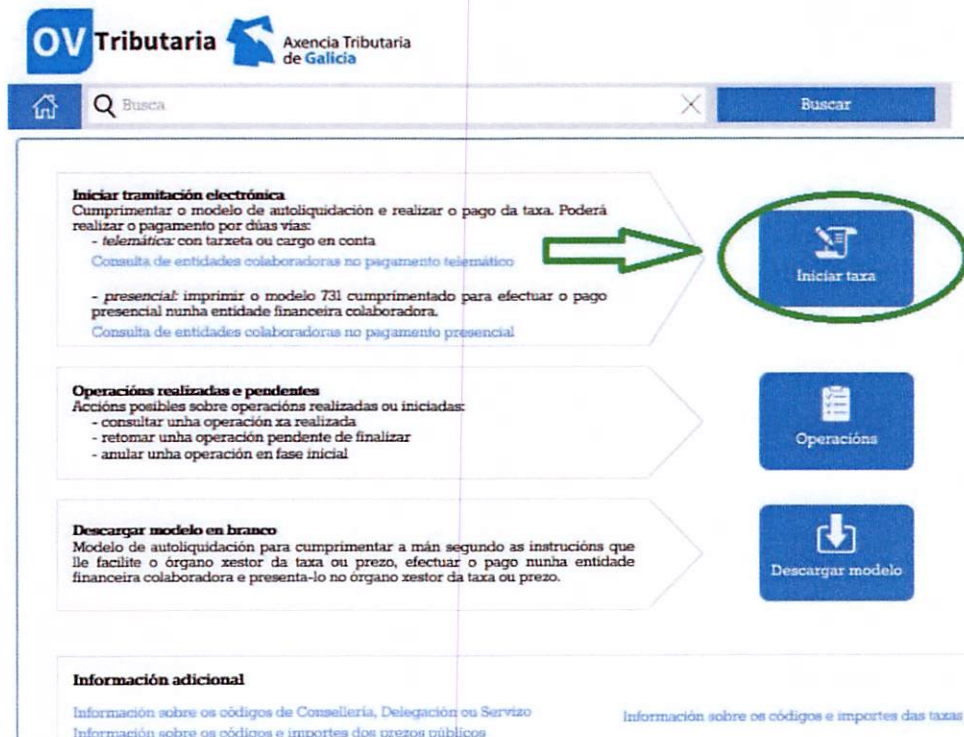 OV Tributaria
Axencia Tributaria
de Galicia
Busca
Buscar
Iniciar tramitación electrónica
Cumprimentar o modelo de autoliquidación e realizar o pago da taxa. Poderá
realizar o pagamento por dúas vías:
- telemática: con tarxeta ou cargo en conta
Consulta de entidades colaboradoras no pagamento telemático
- presencial: imprimir o modelo 731 cumprimentado para efectuar o pago
presencial nunha entidade financeira colaboradora.
Consulta de entidades colaboradoras no pagamento presencial
Iniciar taxa
Operacións realizadas e pendentes
Accións posibles sobre operacións realizadas ou iniciadas:
- consultar unha operación xa realizada
- retomar unha operación pendente de finalizar
- anular unha operación en fase inicial
Operacións
Descargar modelo en branco
Modelo de autoliquidación para cumprimentar a mán segundo as instrucións que
lle facilite o órgano xestor da taxa ou prezo, efectuar o pago nunha entidade
financeira colaboradora e presenta-lo no órgano xestor da taxa ou prezo.
Descargar modelo
Información adicional
Información sobre os códigos de Consellería, Delegación ou Servizo
Información sobre os códigos e importes das taxas
Información sobre os códigos e importes dos prezos públicos